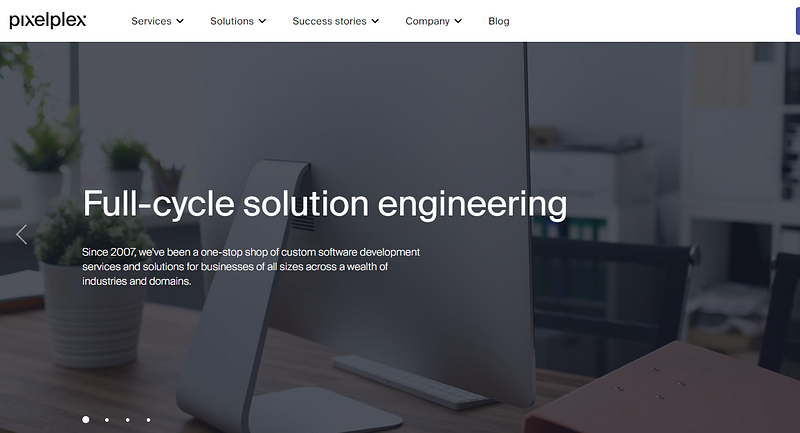 pixelplex
Services
Solutions
Success stories
Company
Blog
Full-cycle solution engineering
Since 2007, we've been a one-stop shop of custom software development
services and solutions for businesses of all sizes across a wealth of
industries and domains.